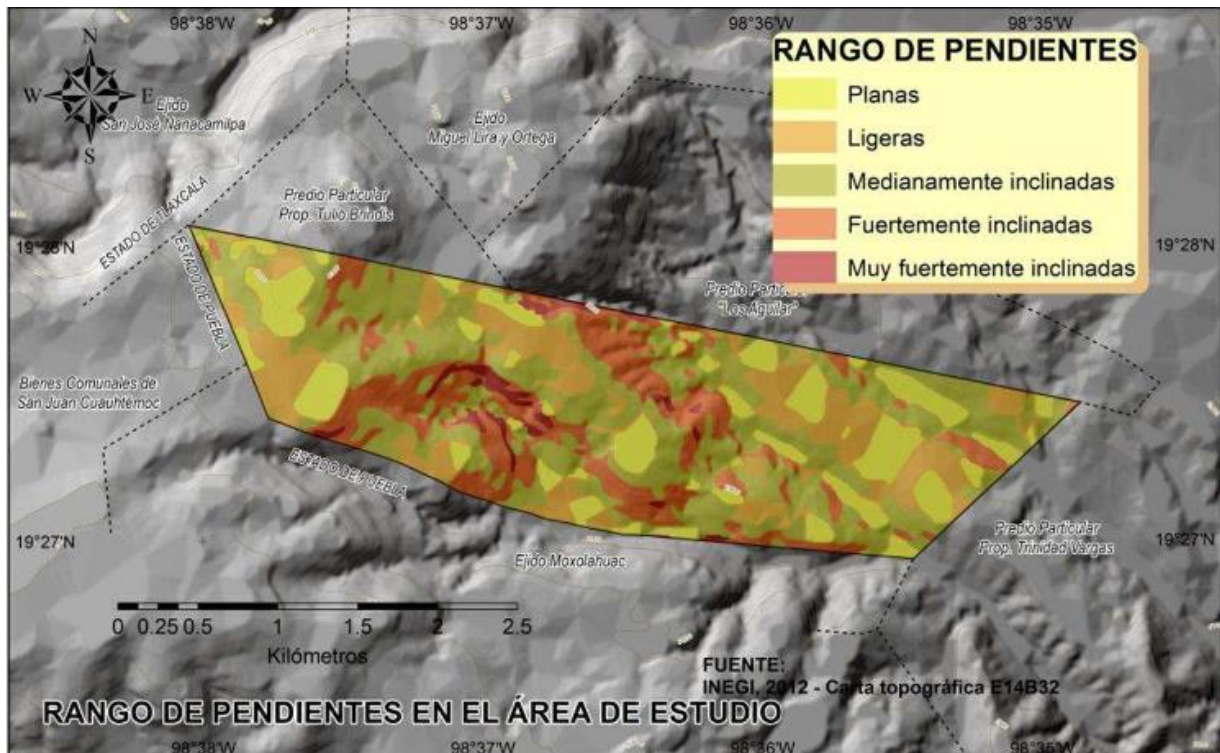 98°38'W 98°37'W 98°36'W 98°35'W
N
W E
S
RANGO DE PENDIENTES
Planas
Ligeras
Medianamente inclinadas
Fuertemente inclinadas
Muy fuertemente inclinadas
Ejido
San José Nanacamilpa
Ejido
Miguel Lira y Ortega
Predio Particular
Prop. Tulio Brindis
ESTADO DE TLAXCALA
ESTADO DE PUEBLA
19°28'N
19°28'N
Predio Particular
"Los Aguilar"
Bienes Comunales de
San Juan Cuauhtémoc
ESTADO DE PUEBLA
19°27'N
19°27'N
Ejido Moxolahuac
Predio Particular
Prop. Trinidad Vargas
0 0.25 0.5 1 1.5 2 2.5
Kilómetros
FUENTE:
INEGI, 2012 - Carta topográfica E14B32
RANGO DE PENDIENTES EN EL ÁREA DE ESTUDIO
98°38'W 98°37'W 98°36'W 98°35'W